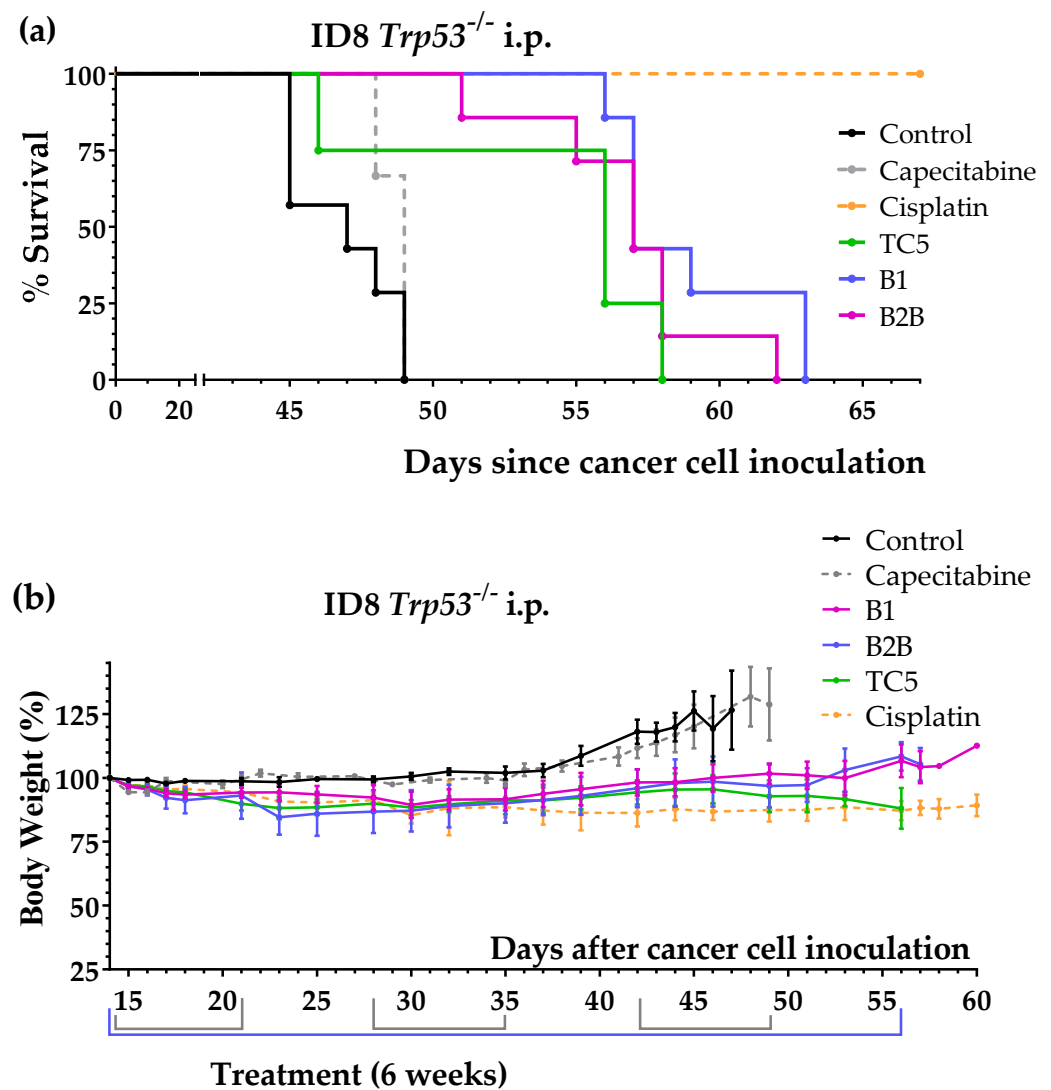 (a)
ID8 Trp53-/- i.p.
% Survival
100
75
50
25
0
0 20 45 50 55 60 65
Days since cancer cell inoculation
Control
Capecitabine
Cisplatin
TC5
B1
B2B
(b)
ID8 Trp53-/- i.p.
Control
Capecitabine
B1
B2B
TC5
Cisplatin
Body Weight (%)
125
100
75
50
25
Days after cancer cell inoculation
15 20 25 30 35 40 45 50 55 60
Treatment (6 weeks)